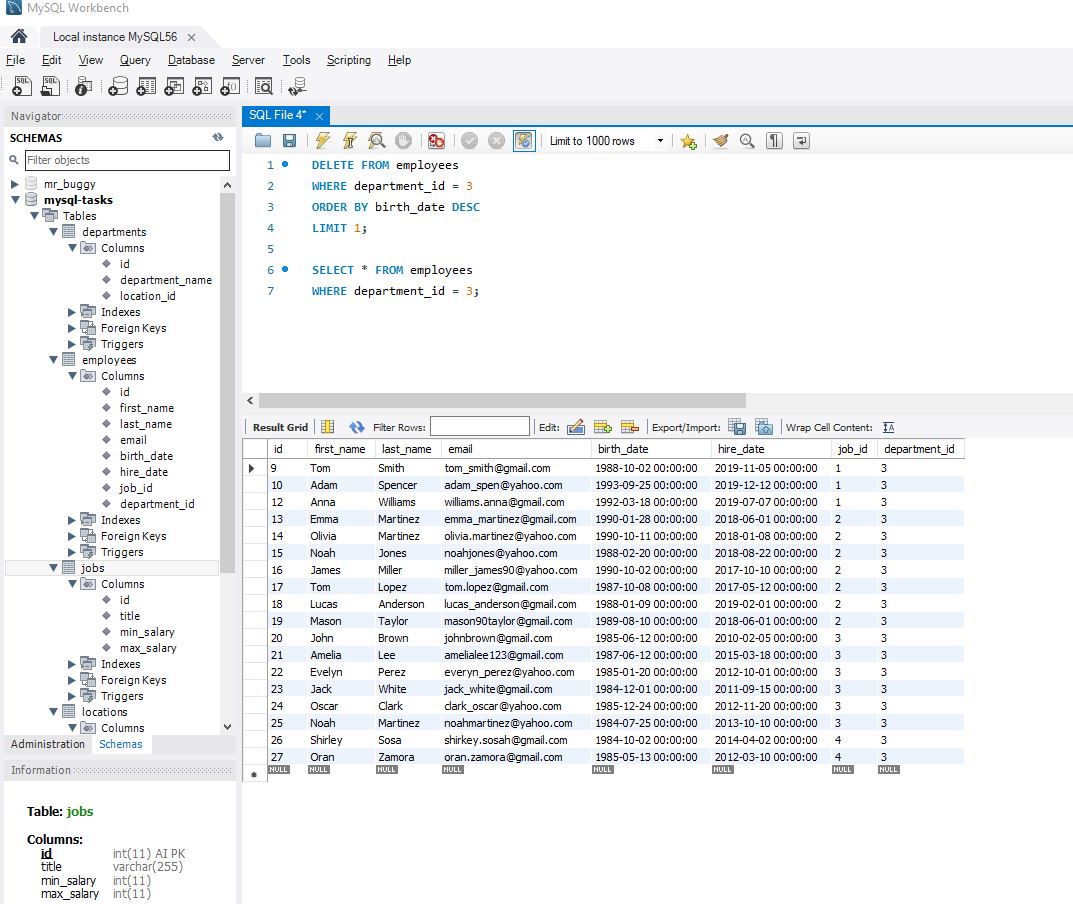 MySQL Workbench
Local instance MySQL56
File Edit View Query Database Server Tools Scripting Help
Navigator
SCHEMAS
Filter objects
mr_buggy
mysql-tasks
Tables
departments
Columns
id
department_name
location_id
Indexes
Foreign Keys
Triggers
employees
Columns
id
first_name
last_name
email
birth_date
hire_date
job_id
department_id
Indexes
Foreign Keys
Triggers
jobs
Columns
id
title
min_salary
max_salary
Indexes
Foreign Keys
Triggers
locations
Columns
Administration Schemas
Information
Table: jobs
Columns:
id int(11) AI PK
title varchar(255)
min_salary int(11)
max_salary int(11)
SQL File 4*
Limit to 1000 rows
1 DELETE FROM employees
2 WHERE department_id = 3
3 ORDER BY birth_date DESC
4 LIMIT 1;
5
6 SELECT * FROM employees
7 WHERE department_id = 3;
Result Grid Filter Rows: Edit: Export/Import: Wrap Cell Content:
id first_name last_name email birth_date hire_date job_id department_id
9 Tom Smith tom_smith@gmail.com 1988-10-02 00:00:00 2019-11-05 00:00:00 1 3
10 Adam Spencer adam_spen@yahoo.com 1993-09-25 00:00:00 2019-12-12 00:00:00 1 3
12 Anna Williams williams.anna@gmail.com 1992-03-18 00:00:00 2019-07-07 00:00:00 1 3
13 Emma Martinez emma_martinez@gmail.com 1990-01-28 00:00:00 2018-06-01 00:00:00 2 3
14 Olivia Martinez olivia.martinez@yahoo.com 1990-10-11 00:00:00 2018-01-08 00:00:00 2 3
15 Noah Jones noahjones@yahoo.com 1988-02-20 00:00:00 2018-08-22 00:00:00 2 3
16 James Miller miller_james90@yahoo.com 1990-10-02 00:00:00 2017-10-10 00:00:00 2 3
17 Tom Lopez tom.lopez@gmail.com 1987-10-08 00:00:00 2017-05-12 00:00:00 2 3
18 Lucas Anderson lucas_anderson@gmail.com 1988-01-09 00:00:00 2019-02-01 00:00:00 2 3
19 Mason Taylor mason90taylor@gmail.com 1989-08-10 00:00:00 2018-06-01 00:00:00 2 3
20 John Brown johnbrown@gmail.com 1985-06-12 00:00:00 2010-02-05 00:00:00 3 3
21 Amelia Lee amelialee123@gmail.com 1987-06-12 00:00:00 2015-03-18 00:00:00 3 3
22 Evelyn Perez everyn_perez@yahoo.com 1985-01-20 00:00:00 2012-10-01 00:00:00 3 3
23 Jack White jack_white@gmail.com 1984-12-01 00:00:00 2011-09-15 00:00:00 3 3
24 Oscar Clark clark_oscar@yahoo.com 1985-12-24 00:00:00 2012-11-20 00:00:00 3 3
25 Noah Martinez noahmartinez@yahoo.com 1984-07-25 00:00:00 2013-10-10 00:00:00 3 3
26 Shirley Sosa shirkey.sosah@gmail.com 1984-10-02 00:00:00 2014-04-02 00:00:00 4 3
27 Oran Zamora oran.zamora@gmail.com 1985-05-13 00:00:00 2012-03-10 00:00:00 4 3
NULL NULL NULL NULL NULL NULL NULL NULL